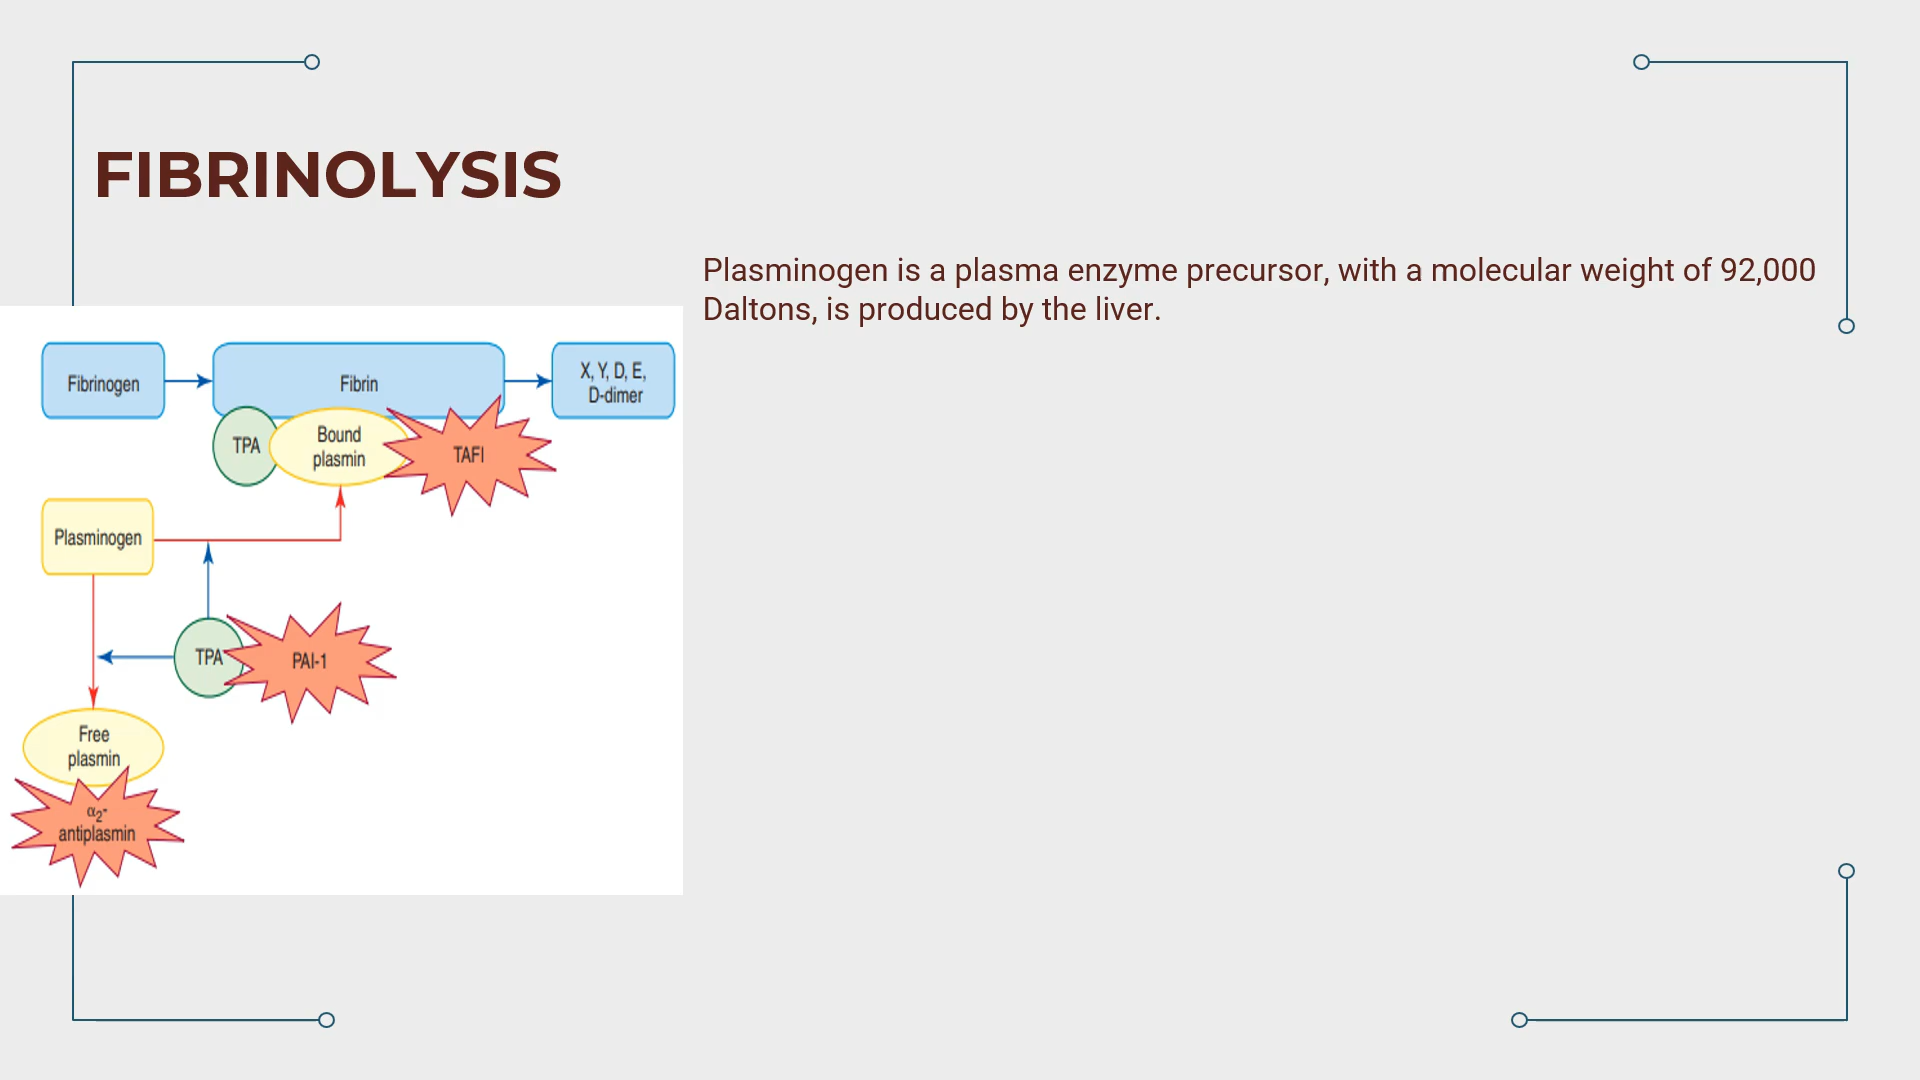 FIBRINOLYSIS
Plasminogen is a plasma enzyme precursor, with a molecular weight of 92,000
Daltons, is produced by the liver.
Fibrinogen
Fibrin
X, Y, D, E,
D-dimer
TPA
Bound
plasmin
TAFI
Plasminogen
TPA
PAI-1
Free
plasmin
α2-
antiplasmin